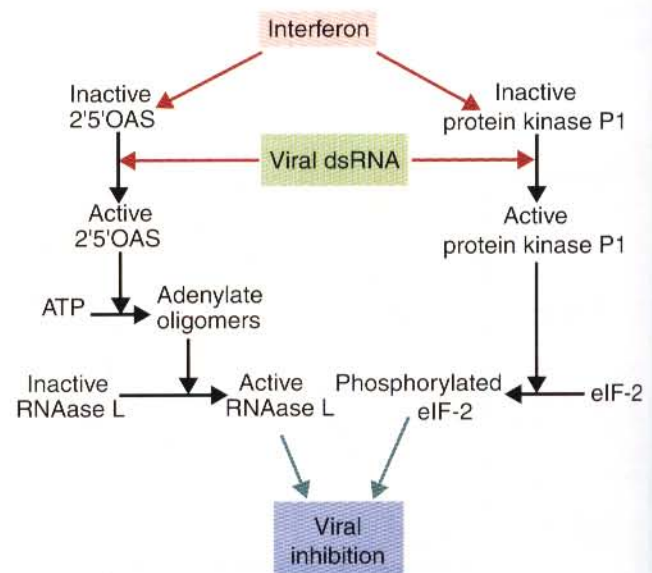 Interferon
Inactive
2'5'OAS
Inactive
protein kinase P1
Viral dsRNA
Active
2'5'OAS
Active
protein kinase P1
ATP
Adenylate
oligomers
Inactive
RNAase L
Active
RNAase L
Phosphorylated
eIF-2
eIF-2
Viral
inhibition